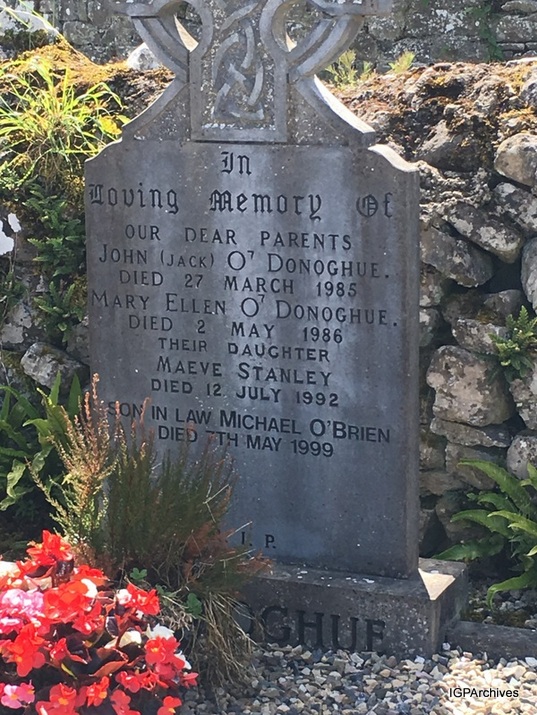 In
Loving Memory Of
OUR DEAR PARENTS
JOHN (JACK) O'DONOGHUE.
DIED 27 MARCH 1985
MARY ELLEN O'DONOGHUE.
DIED 2 MAY 1986
THEIR DAUGHTER
MAEVE STANLEY
DIED 12 JULY 1992
SON IN LAW MICHAEL O'BRIEN
DIED TH MAY 1999
I. P.
GHUE
IGPArchives